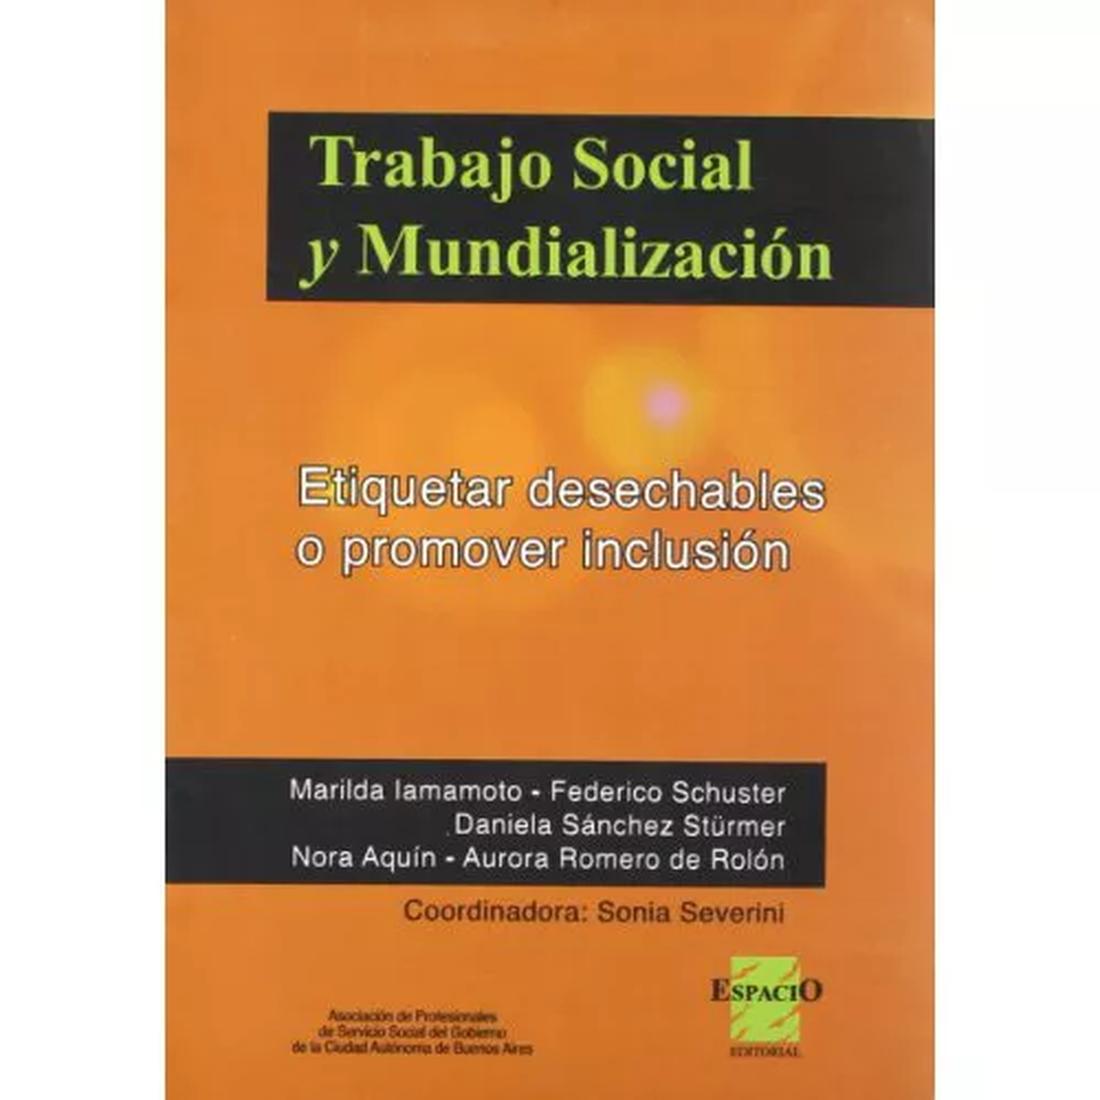 Trabajo Social
y Mundialización
Etiquetar desechables
o promover inclusión
Marilda Iamamoto - Federico Schuster
Daniela Sánchez Stürmer
Nora Aquín - Aurora Romero de Rolón
Coordinadora: Sonia Severini
ESPACIO
EDITORIAL
Asociación de Profesionales
de Servicio Social del Gobierno
de la Ciudad Autónoma de Buenos Aires